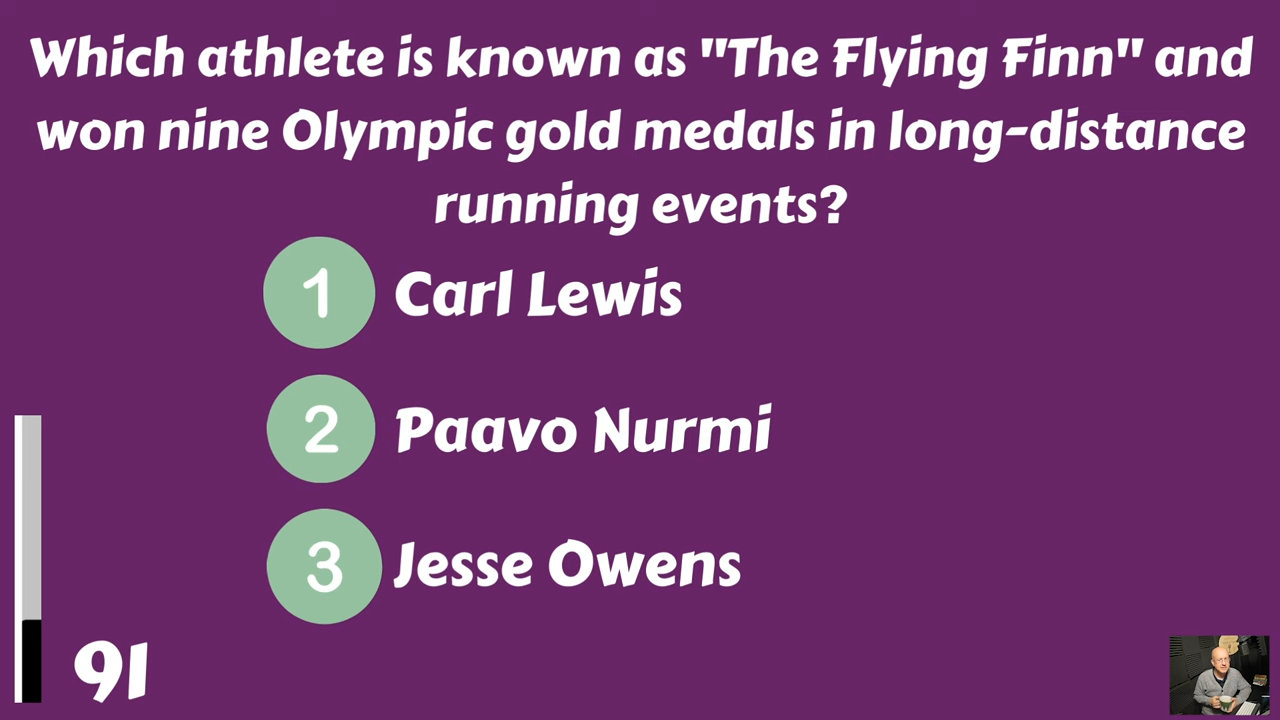 Which athlete is known as "The Flying Finn" and
won nine Olympic gold medals in long-distance
running events?
1 Carl Lewis
2 Paavo Nurmi
3 Jesse Owens
91